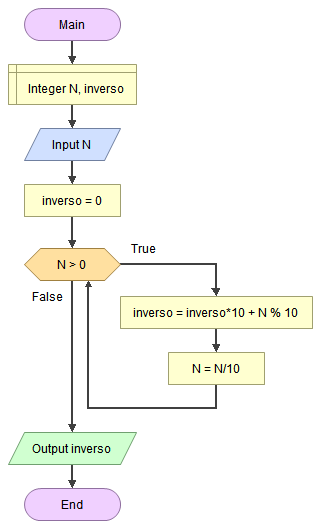 Main
Integer N, inverso
Input N
inverso = 0
N > 0
True
False
inverso = inverso*10 + N % 10
N = N/10
Output inverso
End